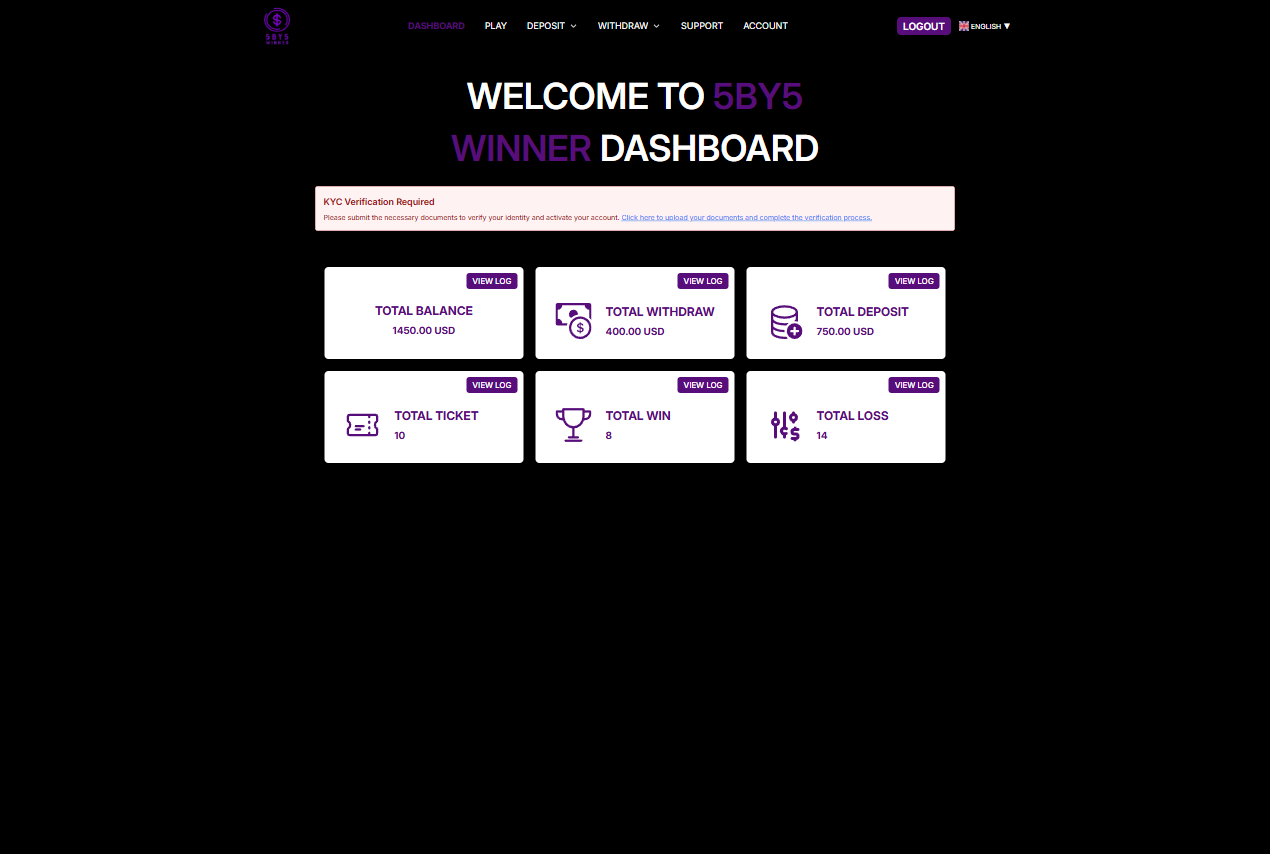 5BY5
WINNER
DASHBOARD
PLAY
DEPOSIT
WITHDRAW
SUPPORT
ACCOUNT
LOGOUT
ENGLISH
WELCOME TO 5BY5
WINNER DASHBOARD
KYC Verification Required
Please submit the necessary documents to verify your identity and activate your account. Click here to upload your documents and complete the verification process.
VIEW LOG
TOTAL BALANCE
1450.00 USD
VIEW LOG
TOTAL WITHDRAW
400.00 USD
VIEW LOG
TOTAL DEPOSIT
750.00 USD
VIEW LOG
TOTAL TICKET
10
VIEW LOG
TOTAL WIN
8
VIEW LOG
TOTAL LOSS
14